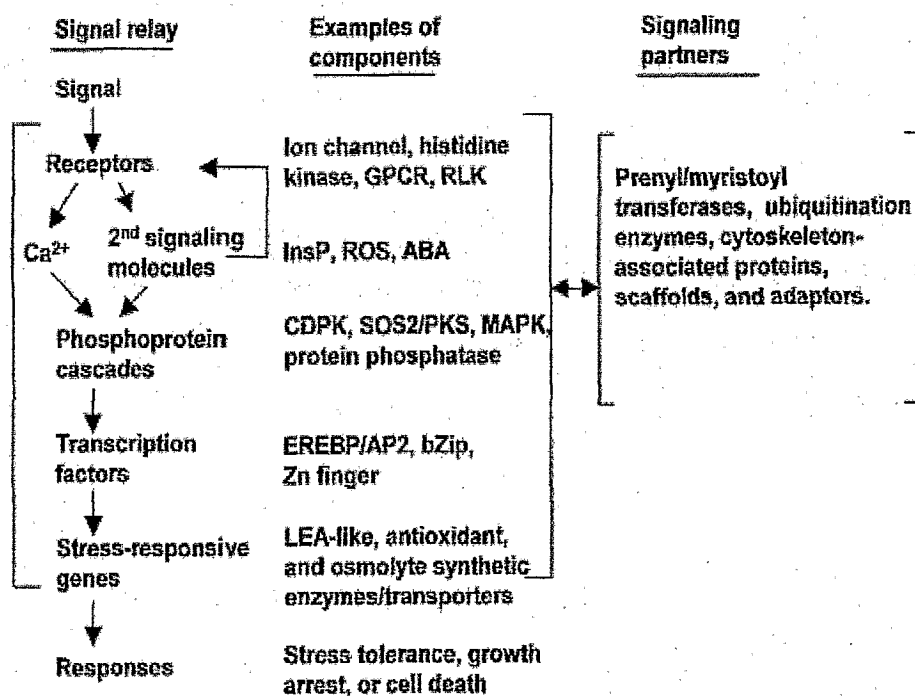 Signal relay
Examples of
components
Signaling
partners
Signal
Receptors
Ion channel, histidine
kinase, GPCR, RLK
Ca2+
2nd signaling
molecules
InsP, ROS, ABA
Phosphoprotein
cascades
CDPK, SOS2/PKS, MAPK,
protein phosphatase
Transcription
factors
EREBP/AP2, bZip,
Zn finger
Stress-responsive
genes
LEA-like, antioxidant,
and osmolyte synthetic
enzymes/transporters
Responses
Stress tolerance, growth
arrest, or cell death
Prenyl/myristoyl
transferases, ubiquitination
enzymes, cytoskeleton-
associated proteins,
scaffolds, and adaptors.